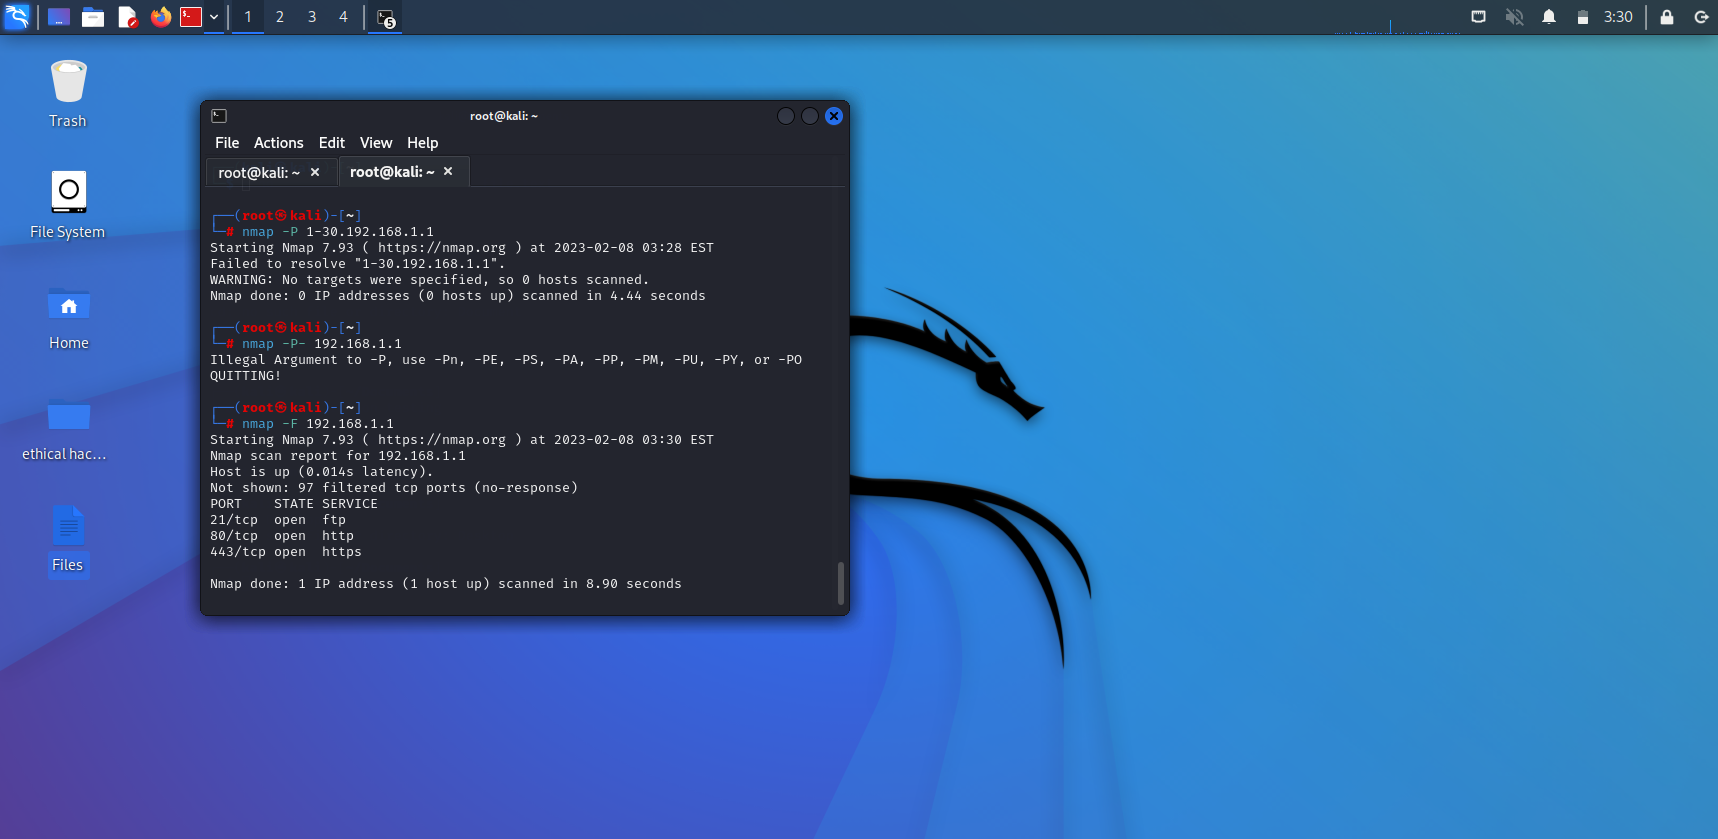 1 2 3 4 5 3:30
Trash
File System
Home
ethical hac...
Files
root@kali: ~
File Actions Edit View Help
root@kali: ~ root@kali: ~
┌──(root㉿kali)-[~]
└─# nmap -P 1-30.192.168.1.1
Starting Nmap 7.93 ( https://nmap.org ) at 2023-02-08 03:28 EST
Failed to resolve "1-30.192.168.1.1".
WARNING: No targets were specified, so 0 hosts scanned.
Nmap done: 0 IP addresses (0 hosts up) scanned in 4.44 seconds
┌──(root㉿kali)-[~]
└─# nmap -P- 192.168.1.1
Illegal Argument to -P, use -Pn, -PE, -PS, -PA, -PP, -PM, -PU, -PY, or -PO
QUITTING!
┌──(root㉿kali)-[~]
└─# nmap -F 192.168.1.1
Starting Nmap 7.93 ( https://nmap.org ) at 2023-02-08 03:30 EST
Nmap scan report for 192.168.1.1
Host is up (0.014s latency).
Not shown: 97 filtered tcp ports (no-response)
PORT    STATE SERVICE
21/tcp  open  ftp
80/tcp  open  http
443/tcp open  https
Nmap done: 1 IP address (1 host up) scanned in 8.90 seconds